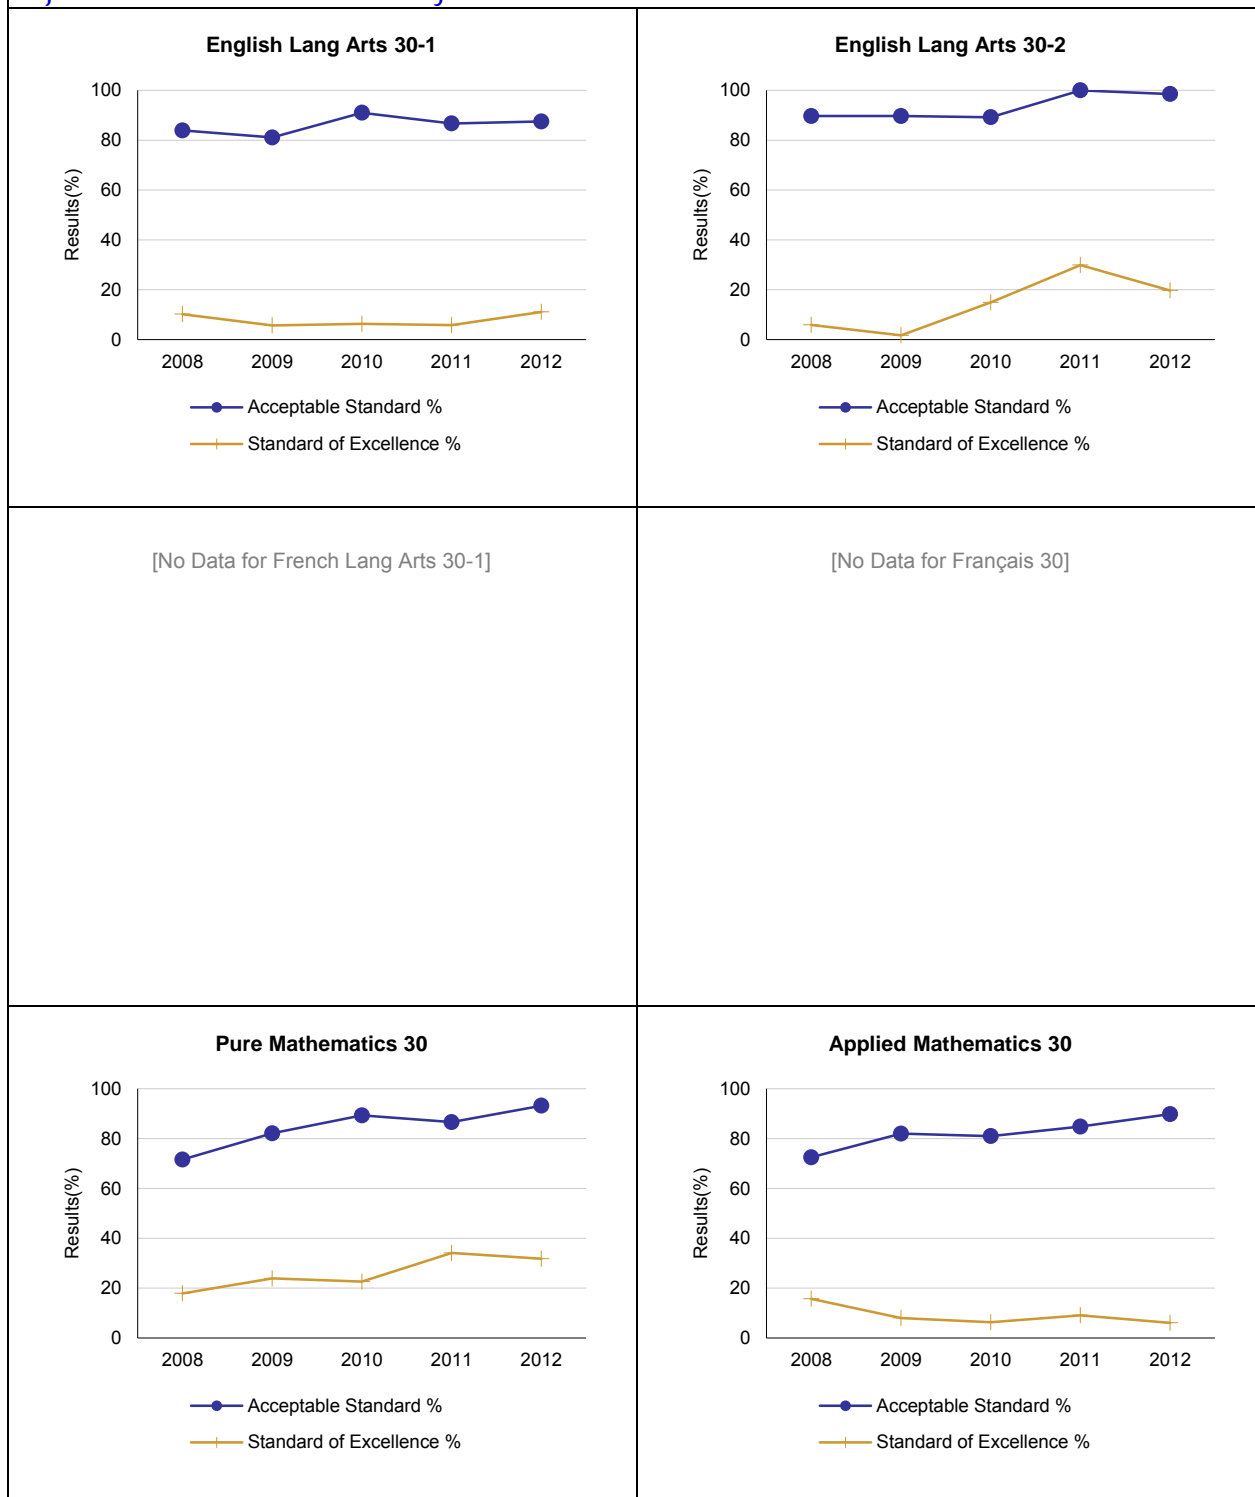 English Lang Arts 30-1
100
80
60
40
20
0
Results(%)
2008 2009 2010 2011 2012
Acceptable Standard %
Standard of Excellence %
English Lang Arts 30-2
100
80
60
40
20
0
Results(%)
2008 2009 2010 2011 2012
Acceptable Standard %
Standard of Excellence %
[No Data for French Lang Arts 30-1]
[No Data for Français 30]
Pure Mathematics 30
100
80
60
40
20
0
Results(%)
2008 2009 2010 2011 2012
Acceptable Standard %
Standard of Excellence %
Applied Mathematics 30
100
80
60
40
20
0
Results(%)
2008 2009 2010 2011 2012
Acceptable Standard %
Standard of Excellence %